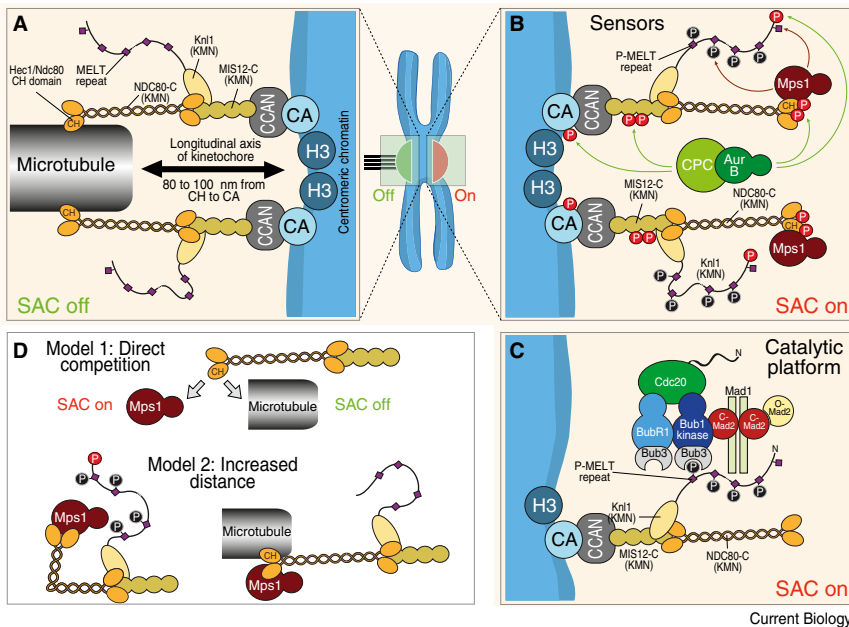 A
Knl1
(KMN)
Hec1/Ndc80
CH domain
MELT
repeat
NDC80-C
(KMN)
MIS12-C
(KMN)
CH
CCAN
CA
H3
Microtubule
Longitudinal axis
of kinetochore
80 to 100 nm from
CH to CA
H3
Centromeric chromatin
CH
CCAN
CA
SAC off
Off
On
B
Sensors
P
P-MELT
repeat
P
P
P
P
Mps1
CCAN
CA
CH
P
P
P
P
P
H3
CPC
Aur
B
H3
MIS12-C
(KMN)
NDC80-C
(KMN)
P
CA
CCAN
P
P
CH
P
P
Mps1
Knl1
(KMN)
P
P
P
P
P
SAC on
D
Model 1: Direct
competition
CH
SAC on
Mps1
Microtubule
SAC off
Model 2: Increased
distance
P
P
P
Mps1
P
P
Microtubule
CH
Mps1
C
Catalytic
platform
N
Cdc20
Mad1
BubR1
Bub1
kinase
C-
Mad2
C-
Mad2
O-
Mad2
Bub3
Bub3
P
N
P-MELT
repeat
P
P
P
H3
Knl1
(KMN)
CA
CCAN
MIS12-C
(KMN)
NDC80-C
(KMN)
SAC on
Current Biology